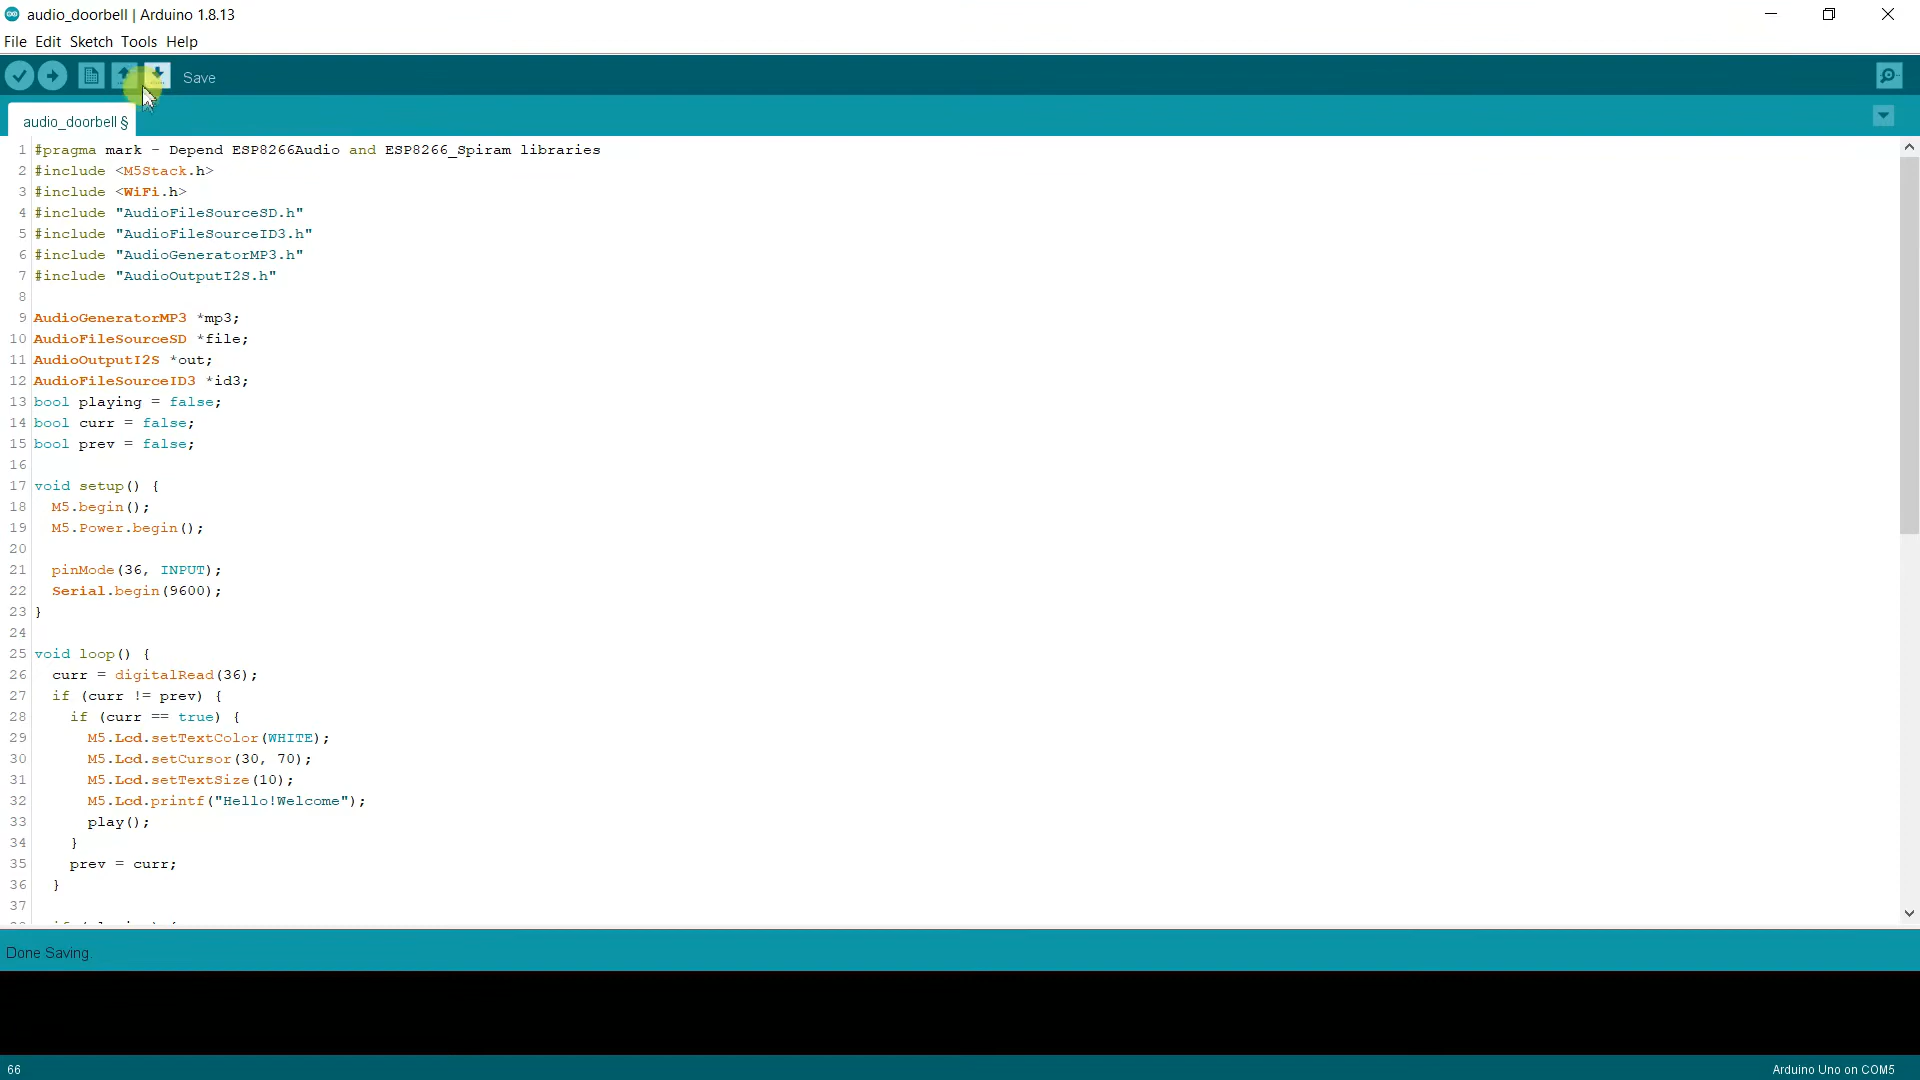 audio_doorbell | Arduino 1.8.13
File Edit Sketch Tools Help
Save
audio_doorbell §
1 #pragma mark - Depend ESP8266Audio and ESP8266_Spiram libraries
2 #include <M5Stack.h>
3 #include <WiFi.h>
4 #include "AudioFileSourceSD.h"
5 #include "AudioFileSourceID3.h"
6 #include "AudioGeneratorMP3.h"
7 #include "AudioOutputI2S.h"
8
9 AudioGeneratorMP3 *mp3;
10 AudioFileSourceSD *file;
11 AudioOutputI2S *out;
12 AudioFileSourceID3 *id3;
13 bool playing = false;
14 bool curr = false;
15 bool prev = false;
16
17 void setup() {
18 M5.begin();
19 M5.Power.begin();
20
21 pinMode(36, INPUT);
22 Serial.begin(9600);
23 }
24
25 void loop() {
26 curr = digitalRead(36);
27 if (curr != prev) {
28 if (curr == true) {
29 M5.Lcd.setTextColor(WHITE);
30 M5.Lcd.setCursor(30, 70);
31 M5.Lcd.setTextSize(10);
32 M5.Lcd.printf("Hello!Welcome");
33 play();
34 }
35 prev = curr;
36 }
37
Done Saving.
66
Arduino Uno on COM5